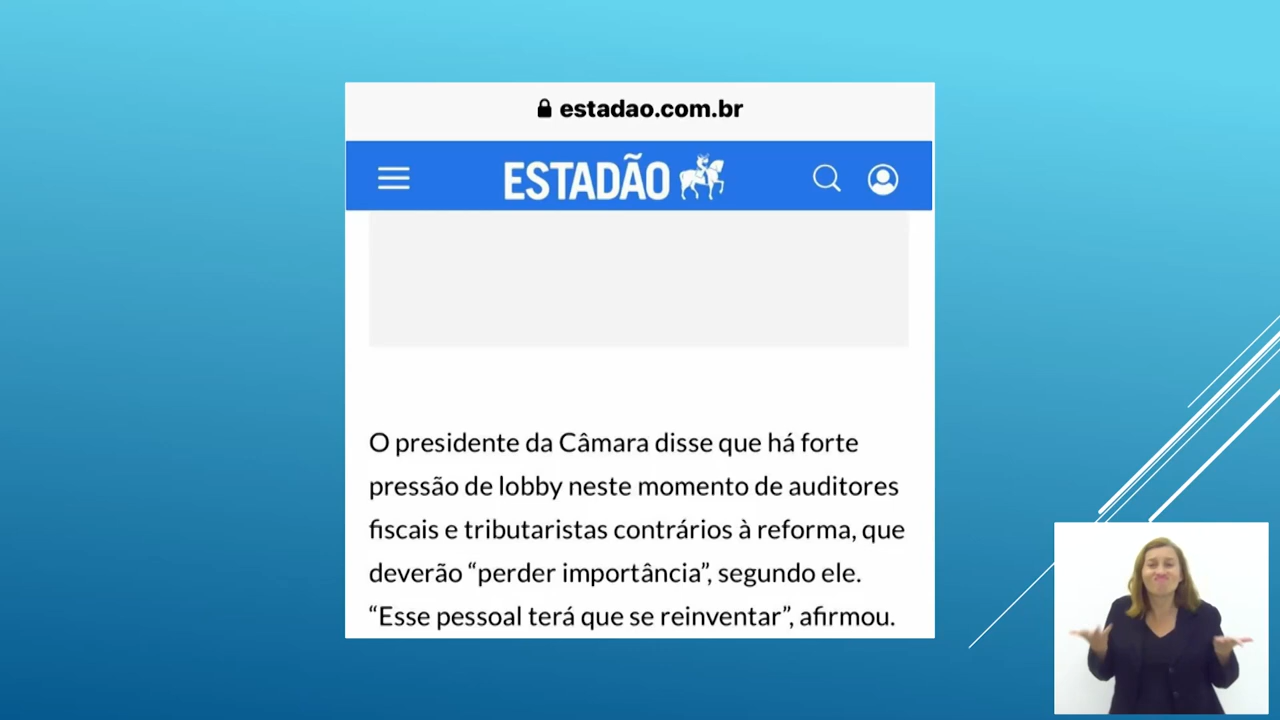 estadao.com.br
ESTADÃO
O presidente da Câmara disse que há forte
pressão de lobby neste momento de auditores
fiscais e tributaristas contrários à reforma, que
deverão “perder importância”, segundo ele.
“Esse pessoal terá que se reinventar”, afirmou.